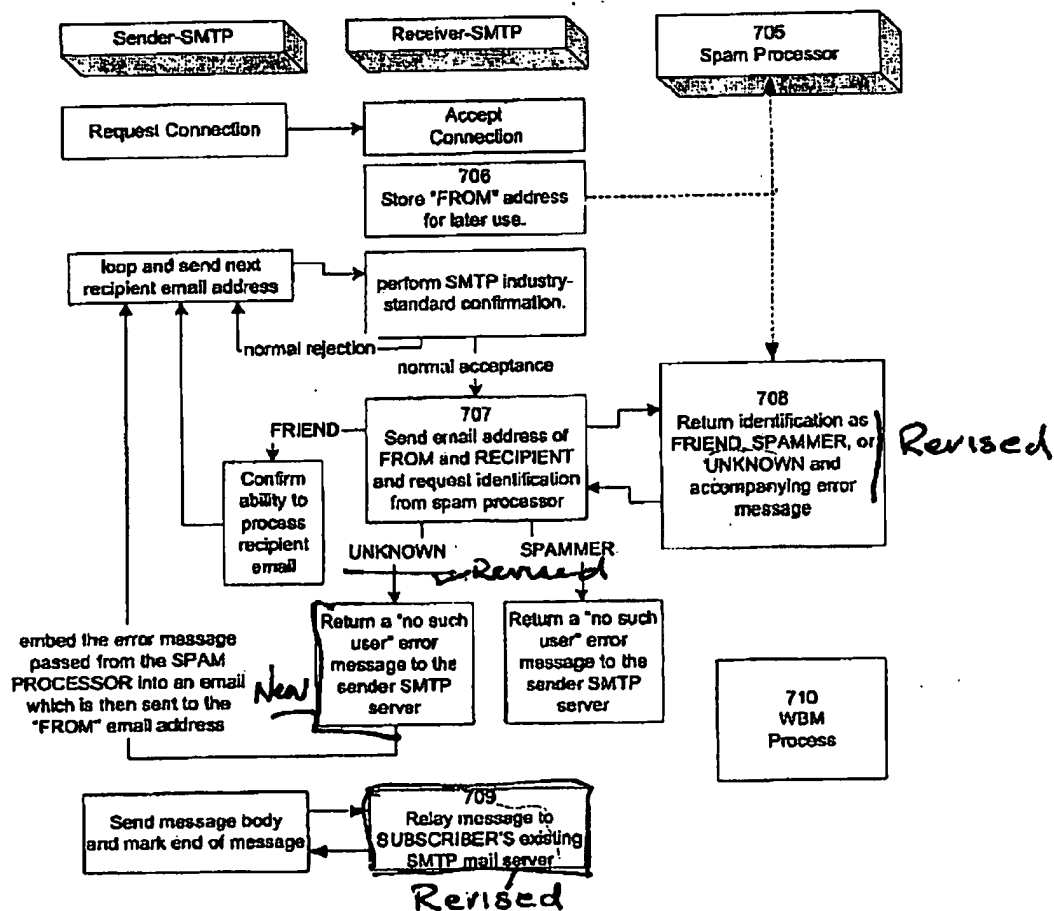 Sender-SMTP
Receiver-SMTP
705
Spam Processor
Request Connection
Accept
Connection
706
Store "FROM" address
for later use.
loop and send next
recipient email address
perform SMTP industry-
standard confirmation.
normal rejection
normal acceptance
FRIEND
707
Send email address of
FROM and RECIPIENT
and request identification
from spam processor
708
Return identification as
FRIEND, SPAMMER, or
UNKNOWN and
accompanying error
message
Revised
Confirm
ability to
process
recipient
email
UNKNOWN
SPAMMER
Revised
embed the error message
passed from the SPAM
PROCESSOR into an email
which is then sent to the
"FROM" email address
New
Return a "no such
user" error
message to the
sender SMTP
server
Return a "no such
user" error
message to the
sender SMTP
server
710
WBM
Process
Send message body
and mark end of message
709
Relay message to
SUBSCRIBER'S existing
SMTP mail server
Revised